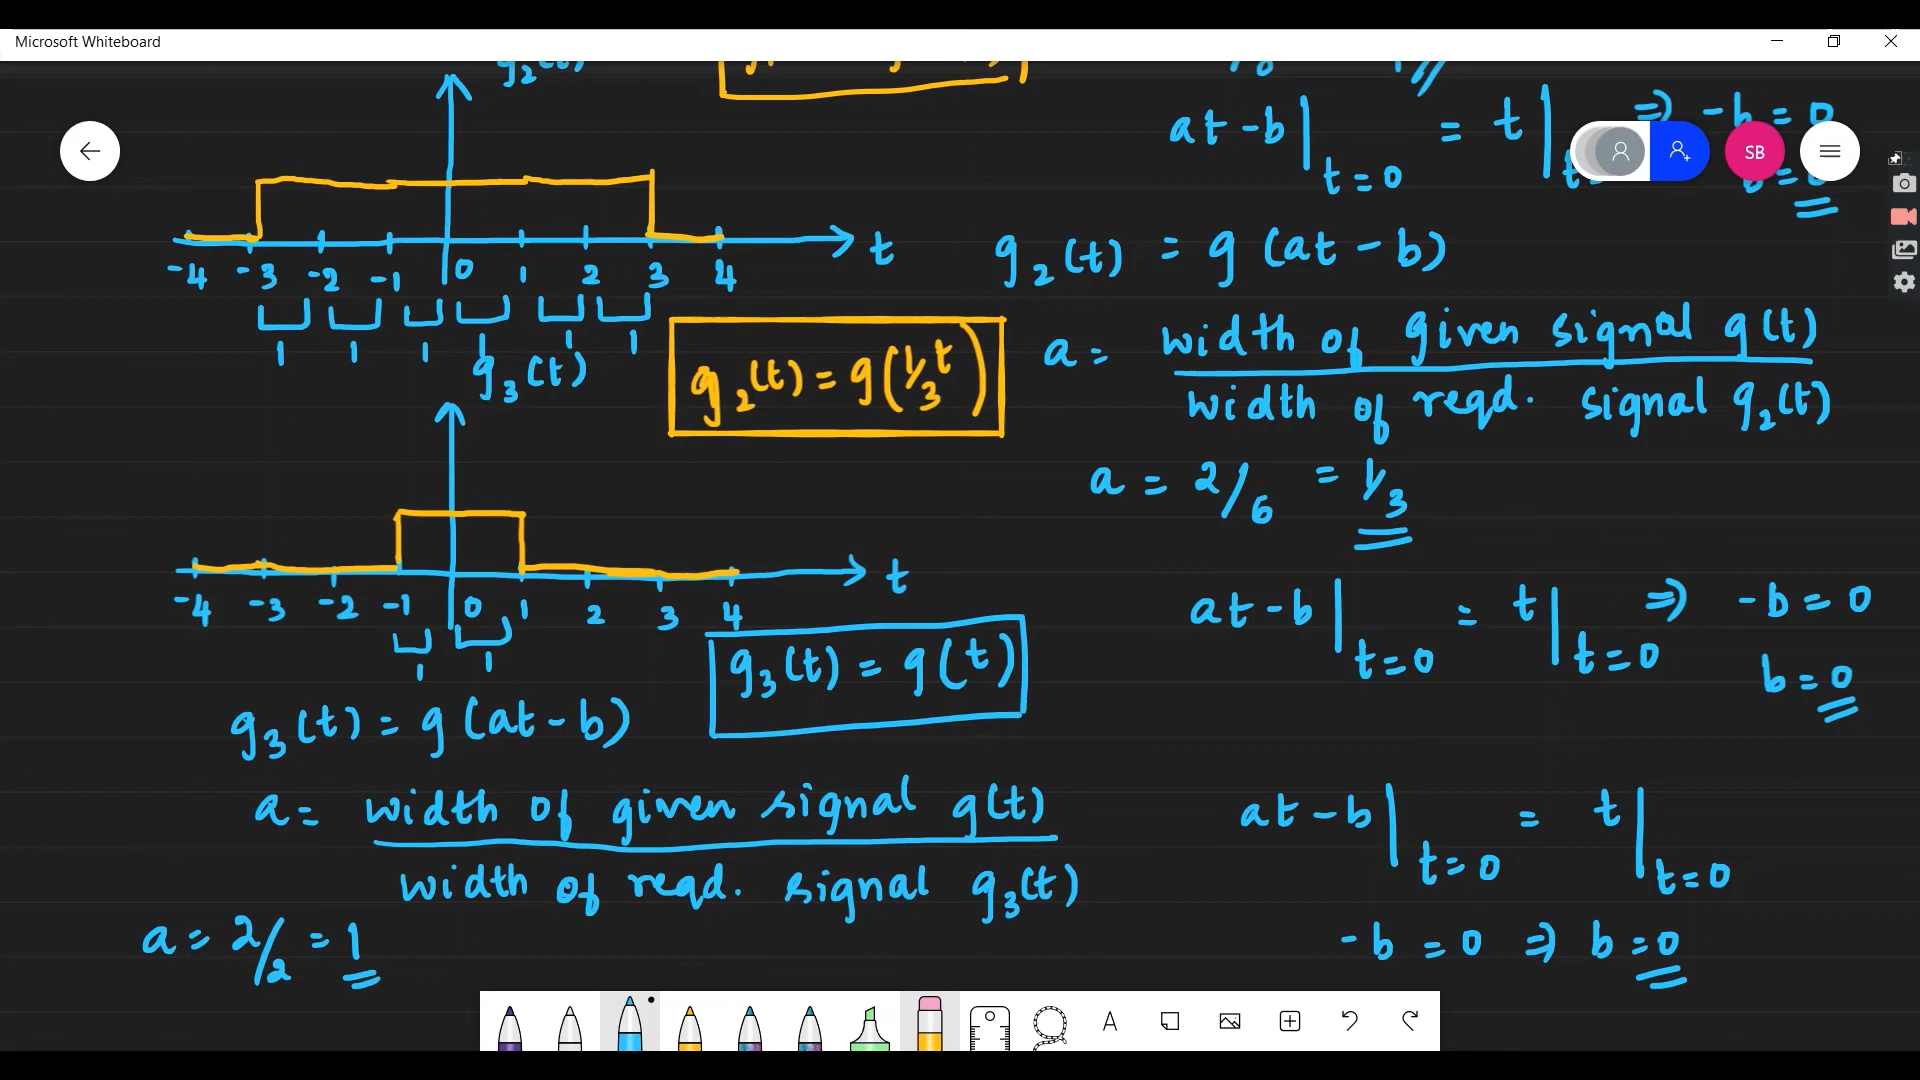 Microsoft Whiteboard
g₂(t)
at - b | t=0 = t | ⇒ -b = 0
SB
-4 -3 -2 -1 0 1 2 3 4 t
1 1 1 1 1 1
g₂(t) = g(at - b)
a = width of given signal g(t)
width of reqd. signal g₂(t)
g₂(t) = g(1/3 t)
a = 2/6 = 1/3
g₃(t)
-4 -3 -2 -1 0 1 2 3 4 t
1 1
at - b | t=0 = t | t=0 ⇒ -b = 0
b = 0
g₃(t) = g(t)
g₃(t) = g(at - b)
a = width of given signal g(t)
width of reqd. signal g₃(t)
a = 2/2 = 1
at - b | t=0 = t | t=0
-b = 0 ⇒ b = 0
A